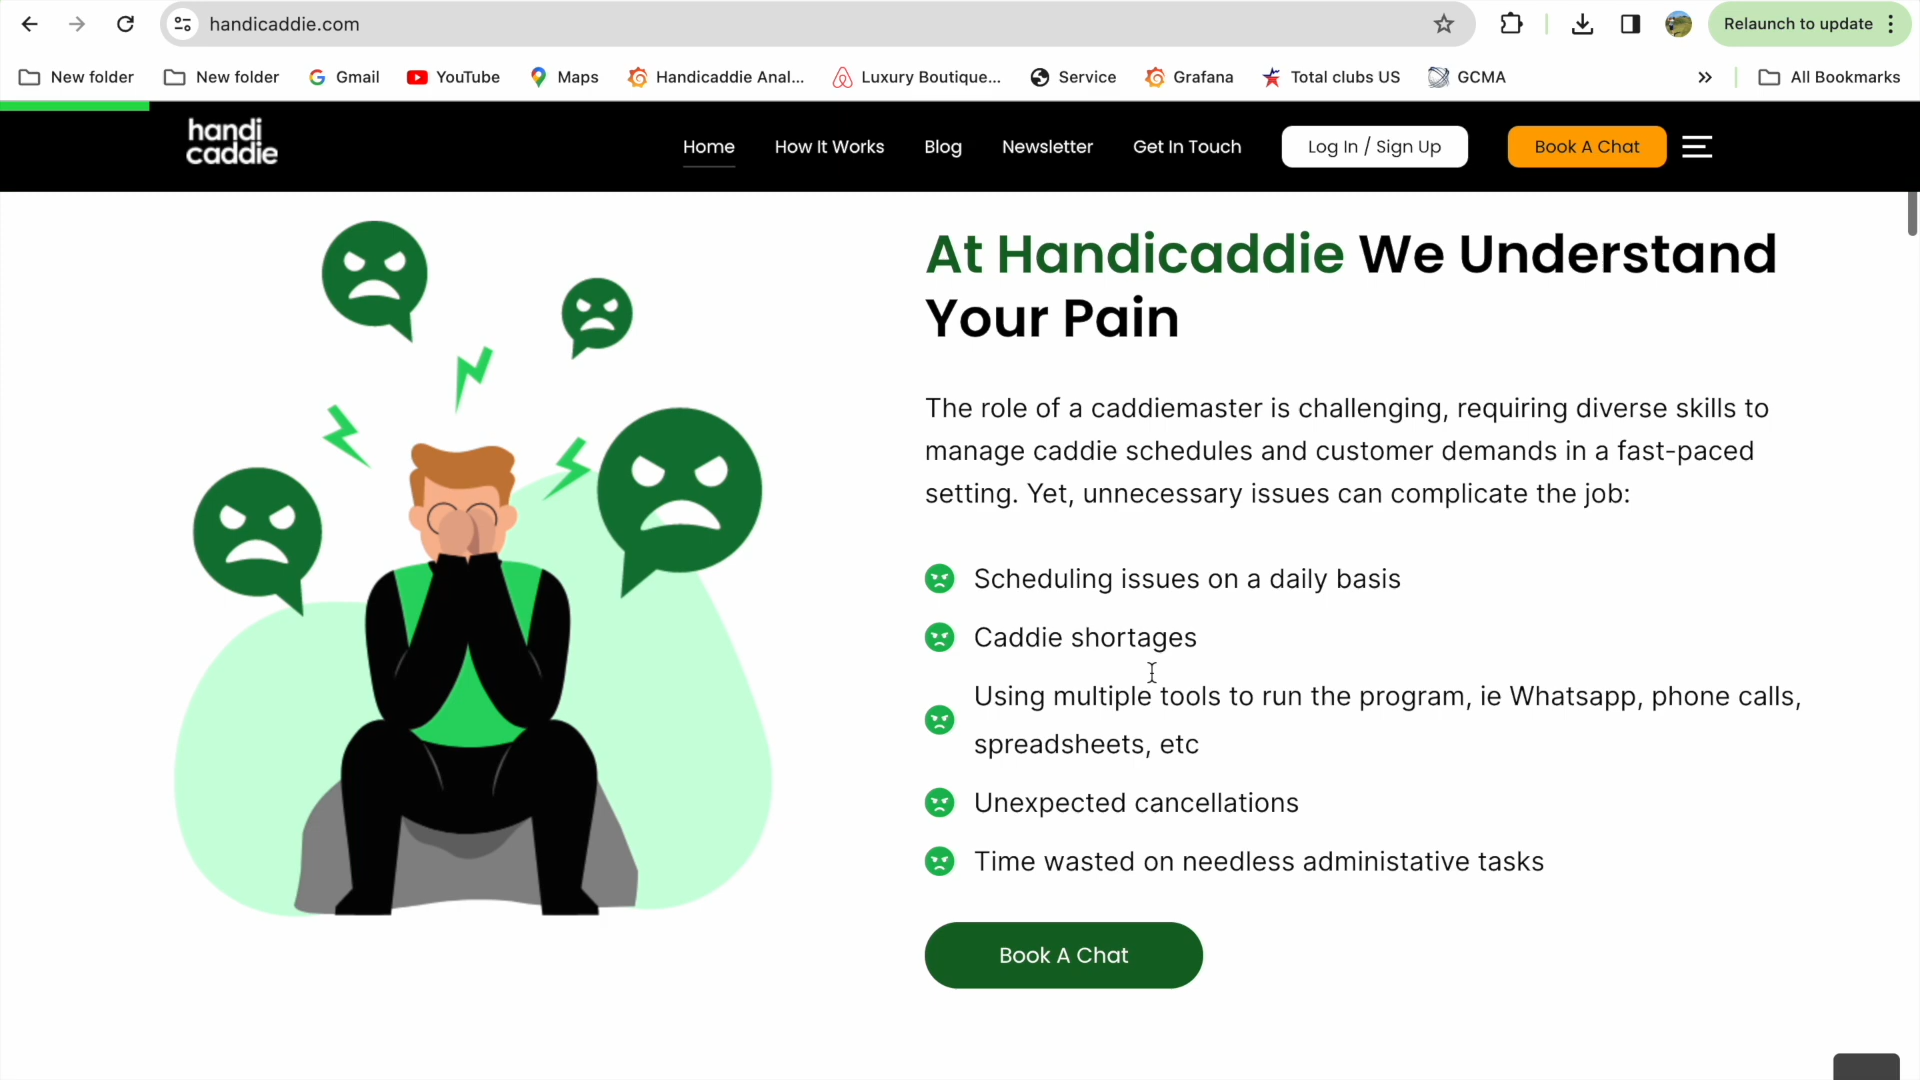 handicaddie.com
Relaunch to update
New folder
New folder
Gmail
YouTube
Maps
Handicaddie Anal...
Luxury Boutique...
Service
Grafana
Total clubs US
GCMA
All Bookmarks
handi
caddie
Home
How It Works
Blog
Newsletter
Get In Touch
Log In / Sign Up
Book A Chat
At Handicaddie We Understand
Your Pain
The role of a caddiemaster is challenging, requiring diverse skills to
manage caddie schedules and customer demands in a fast-paced
setting. Yet, unnecessary issues can complicate the job:
Scheduling issues on a daily basis
Caddie shortages
Using multiple tools to run the program, ie Whatsapp, phone calls,
spreadsheets, etc
Unexpected cancellations
Time wasted on needless administative tasks
Book A Chat